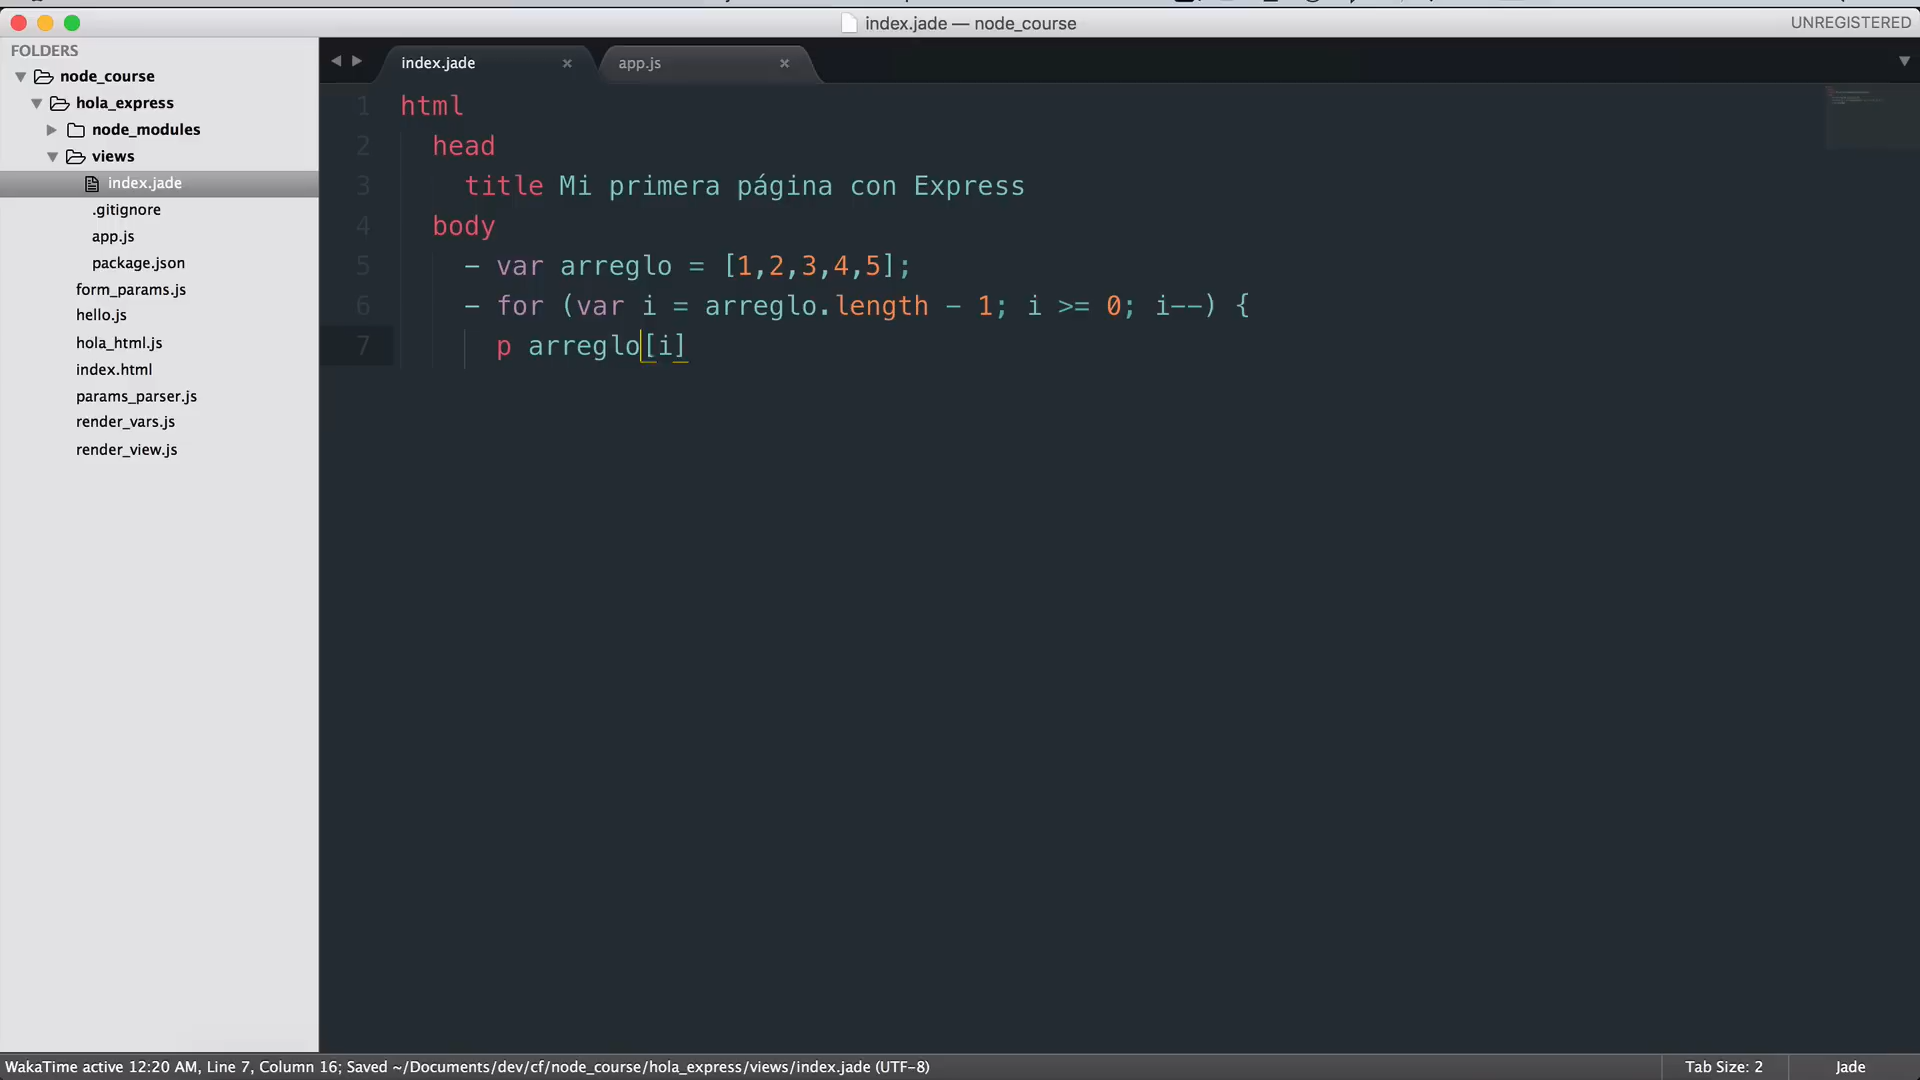 index.jade — node_course
UNREGISTERED
FOLDERS
node_course
hola_express
node_modules
views
index.jade
.gitignore
app.js
package.json
form_params.js
hello.js
hola_html.js
index.html
params_parser.js
render_vars.js
render_view.js
index.jade × app.js ×
1 html
2 head
3 title Mi primera página con Express
4 body
5 - var arreglo = [1,2,3,4,5];
6 - for (var i = arreglo.length - 1; i >= 0; i--) {
7 p arreglo[i]
WakaTime active 12:20 AM, Line 7, Column 16; Saved ~/Documents/dev/cf/node_course/hola_express/views/index.jade (UTF-8)
Tab Size: 2
Jade